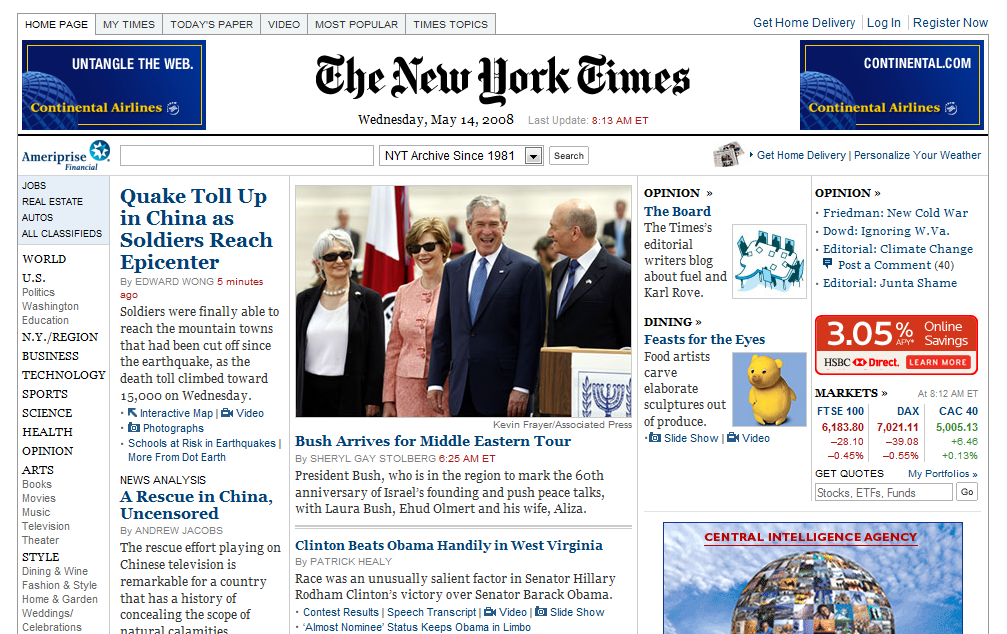 HOME PAGE
MY TIMES
TODAY'S PAPER
VIDEO
MOST POPULAR
TIMES TOPICS
Get Home Delivery
Log In
Register Now
UNTANGLE THE WEB.
Continental Airlines
The New York Times
Wednesday, May 14, 2008 Last Update: 8:13 AM ET
CONTINENTAL.COM
Continental Airlines
Ameriprise
Financial
NYT Archive Since 1981
Search
Get Home Delivery | Personalize Your Weather
JOBS
REAL ESTATE
AUTOS
ALL CLASSIFIEDS
WORLD
U.S.
Politics
Washington
Education
N.Y./REGION
BUSINESS
TECHNOLOGY
SPORTS
SCIENCE
HEALTH
OPINION
ARTS
Books
Movies
Music
Television
Theater
STYLE
Dining & Wine
Fashion & Style
Home & Garden
Weddings/
Celebrations
Quake Toll Up
in China as
Soldiers Reach
Epicenter
By EDWARD WONG 5 minutes
ago
Soldiers were finally able to
reach the mountain towns
that had been cut off since
the earthquake, as the
death toll climbed toward
15,000 on Wednesday.
· Interactive Map | Video
· Photographs
· Schools at Risk in Earthquakes |
More From Dot Earth
NEWS ANALYSIS
A Rescue in China,
Uncensored
By ANDREW JACOBS
The rescue effort playing on
Chinese television is
remarkable for a country
that has a history of
concealing the scope of
natural calamities.
Kevin Frayer/Associated Press
Bush Arrives for Middle Eastern Tour
By SHERYL GAY STOLBERG 6:25 AM ET
President Bush, who is in the region to mark the 60th
anniversary of Israel's founding and push peace talks,
with Laura Bush, Ehud Olmert and his wife, Aliza.
Clinton Beats Obama Handily in West Virginia
By PATRICK HEALY
Race was an unusually salient factor in Senator Hillary
Rodham Clinton's victory over Senator Barack Obama.
· Contest Results | Speech Transcript | Video | Slide Show
· 'Almost Nominee' Status Keeps Obama in Limbo
OPINION »
The Board
The Times's
editorial
writers blog
about fuel and
Karl Rove.
DINING »
Feasts for the Eyes
Food artists
carve
elaborate
sculptures out
of produce.
· Slide Show | Video
OPINION »
· Friedman: New Cold War
· Dowd: Ignoring W.Va.
· Editorial: Climate Change
Post a Comment (40)
· Editorial: Junta Shame
3.05% APY* Online
Savings
HSBC Direct. LEARN MORE
MARKETS » At 8:12 AM ET
FTSE 100 DAX CAC 40
6,183.80 7,021.11 5,005.13
–28.10 –39.08 +6.46
–0.45% –0.55% +0.13%
GET QUOTES My Portfolios »
Stocks, ETFs, Funds Go
CENTRAL INTELLIGENCE AGENCY